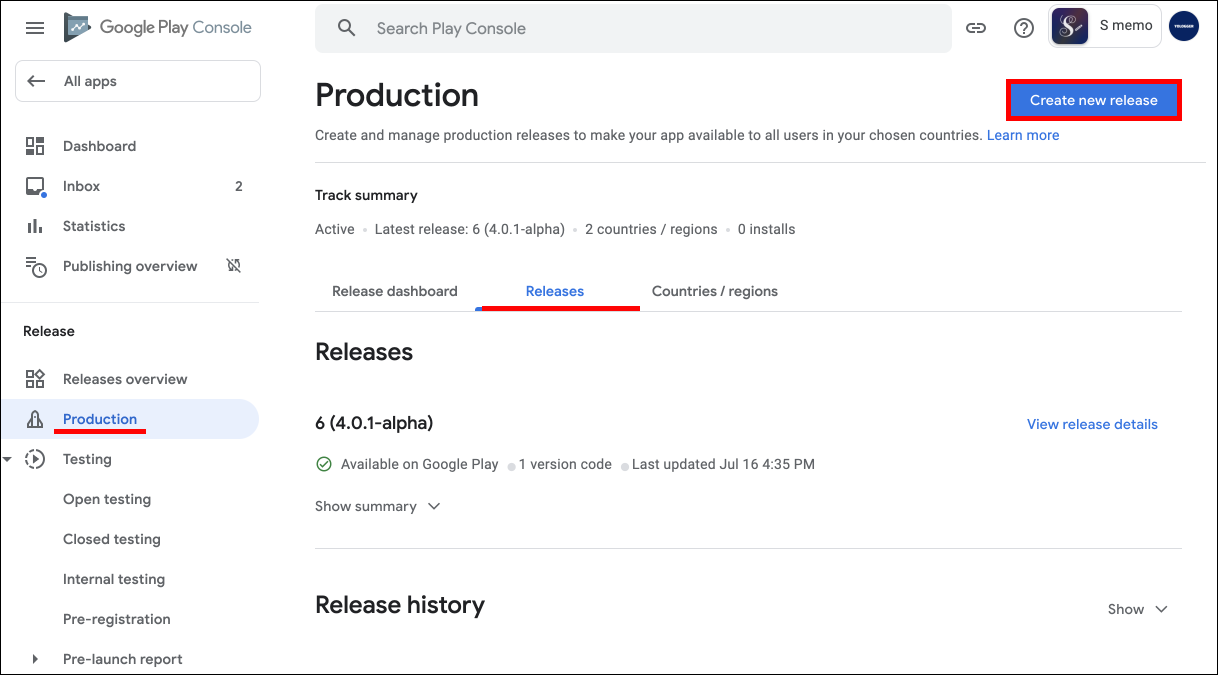 Google Play Console
Search Play Console
S memo
All apps
Dashboard
Inbox 2
Statistics
Publishing overview
Release
Releases overview
Production
Testing
Open testing
Closed testing
Internal testing
Pre-registration
Pre-launch report
Production
Create new release
Create and manage production releases to make your app available to all users in your chosen countries. Learn more
Track summary
Active • Latest release: 6 (4.0.1-alpha) • 2 countries / regions • 0 installs
Release dashboard Releases Countries / regions
Releases
6 (4.0.1-alpha) View release details
Available on Google Play • 1 version code • Last updated Jul 16 4:35 PM
Show summary
Release history Show